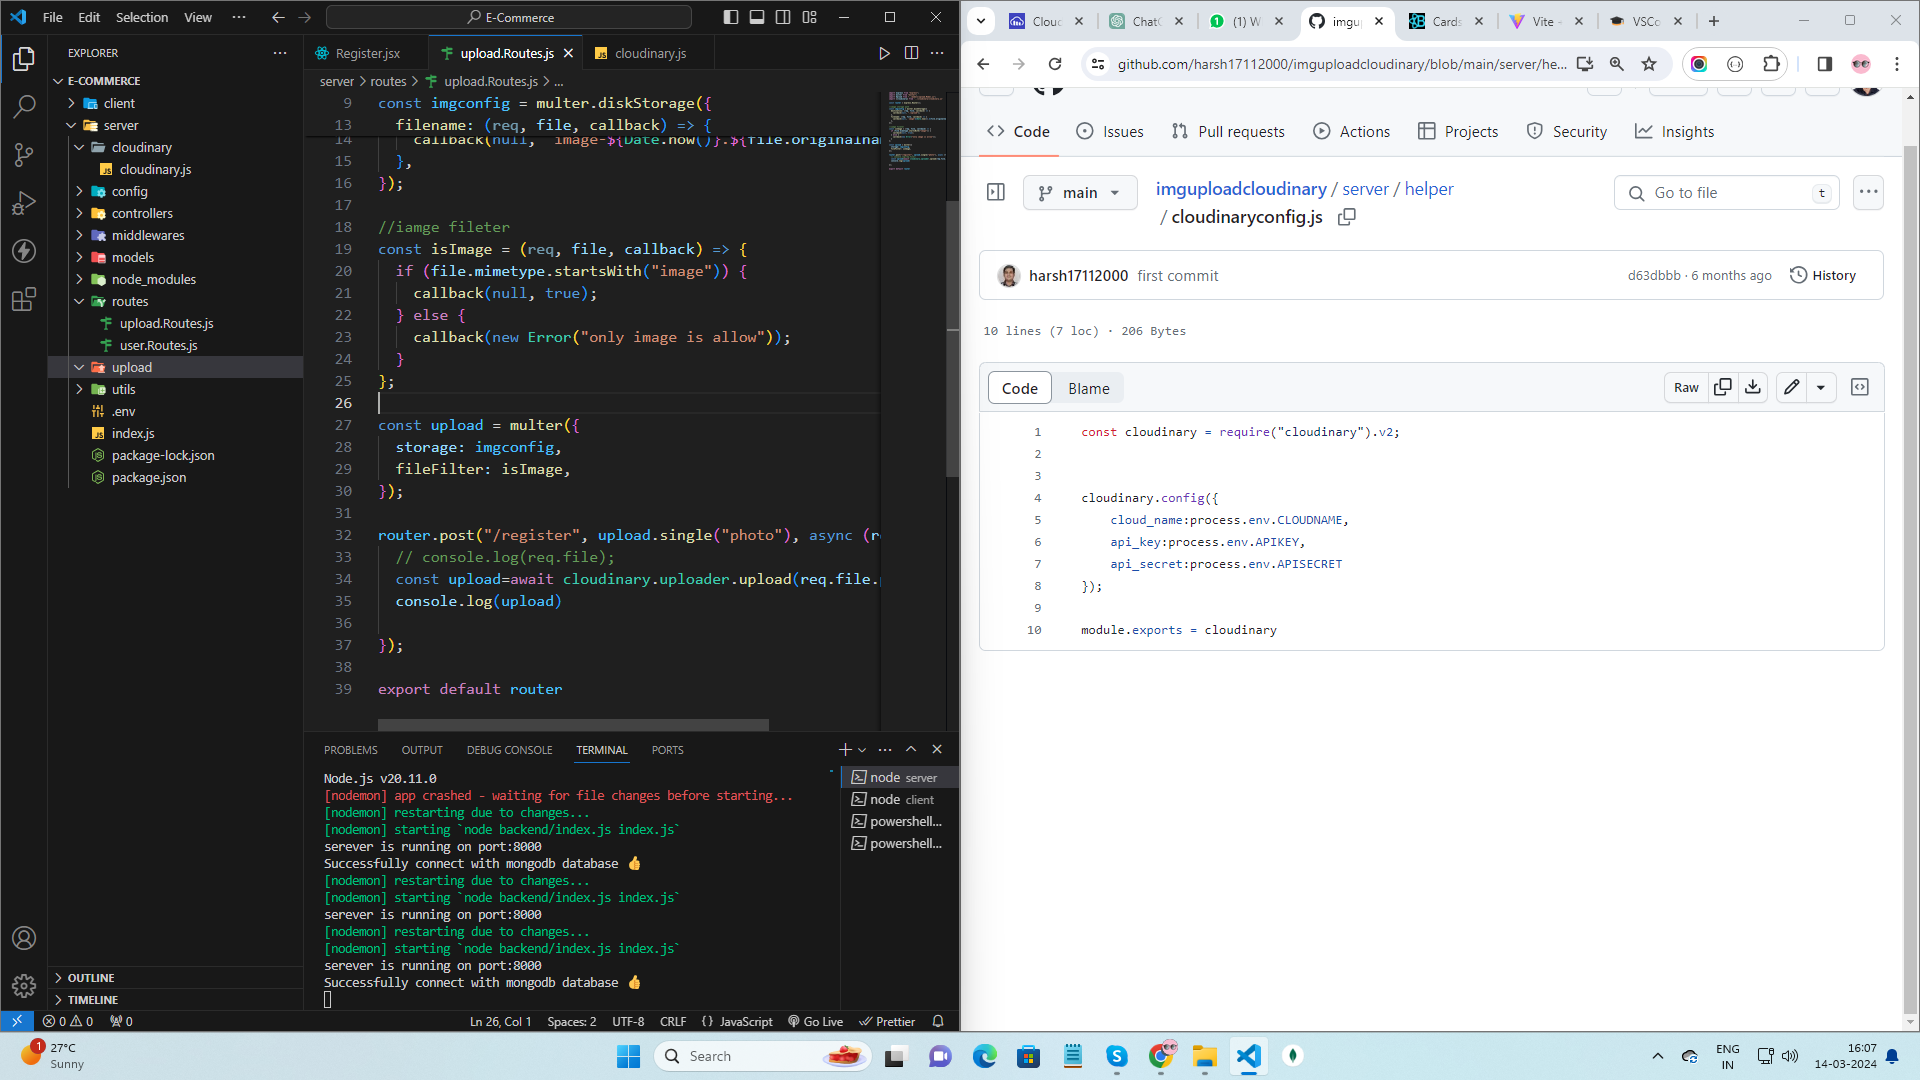 File Edit Selection View ··· E-Commerce
EXPLORER ···
E-COMMERCE
client
server
cloudinary
cloudinary.js
config
controllers
middlewares
models
node_modules
routes
upload.Routes.js
user.Routes.js
upload
utils
.env
index.js
package-lock.json
package.json
OUTLINE
TIMELINE
Register.jsx upload.Routes.js cloudinary.js
server > routes > upload.Routes.js > ...
9 const imgconfig = multer.diskStorage({
13 filename: (req, file, callback) => {
14 callback(null, `image-${Date.now()}.${file.originalna
15 },
16 });
17
18 //iamge fileter
19 const isImage = (req, file, callback) => {
20 if (file.mimetype.startsWith("image")) {
21 callback(null, true);
22 } else {
23 callback(new Error("only image is allow"));
24 }
25 };
26
27 const upload = multer({
28 storage: imgconfig,
29 fileFilter: isImage,
30 });
31
32 router.post("/register", upload.single("photo"), async (re
33 // console.log(req.file);
34 const upload=await cloudinary.uploader.upload(req.file.p
35 console.log(upload)
36
37 });
38
39 export default router
PROBLEMS OUTPUT DEBUG CONSOLE TERMINAL PORTS
Node.js v20.11.0
[nodemon] app crashed - waiting for file changes before starting...
[nodemon] restarting due to changes...
[nodemon] starting `node backend/index.js index.js`
serever is running on port:8000
Successfully connect with mongodb database 👍
[nodemon] restarting due to changes...
[nodemon] starting `node backend/index.js index.js`
serever is running on port:8000
[nodemon] restarting due to changes...
[nodemon] starting `node backend/index.js index.js`
serever is running on port:8000
Successfully connect with mongodb database 👍
node server
node client
powershell...
powershell...
0 0 0 Ln 26, Col 1 Spaces: 2 UTF-8 CRLF {} JavaScript Go Live Prettier
Clouc ChatG (1) W imgup Cards Vite - VSCo
github.com/harsh17112000/imguploadcloudinary/blob/main/server/he...
Code Issues Pull requests Actions Projects Security Insights
main
imguploadcloudinary / server / helper
/ cloudinaryconfig.js
Go to file t
harsh17112000 first commit d63dbbb · 6 months ago History
10 lines (7 loc) · 206 Bytes
Code Blame Raw
1 const cloudinary = require("cloudinary").v2;
2
3
4 cloudinary.config({
5 cloud_name:process.env.CLOUDNAME,
6 api_key:process.env.APIKEY,
7 api_secret:process.env.APISECRET
8 });
9
10 module.exports = cloudinary
1 27°C
Sunny
Search
ENG
IN
16:07
14-03-2024